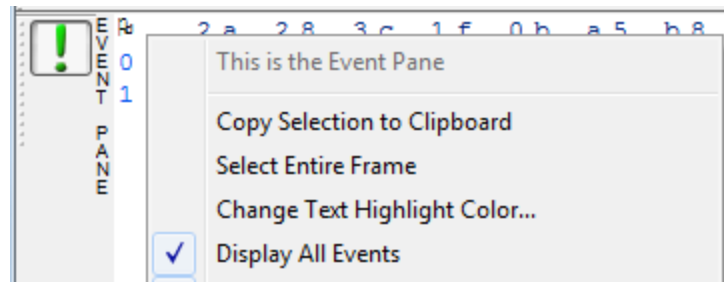 EVENT PANE
2a 28 3c 1f 0b a5 b8
0
1
This is the Event Pane
Copy Selection to Clipboard
Select Entire Frame
Change Text Highlight Color...
Display All Events